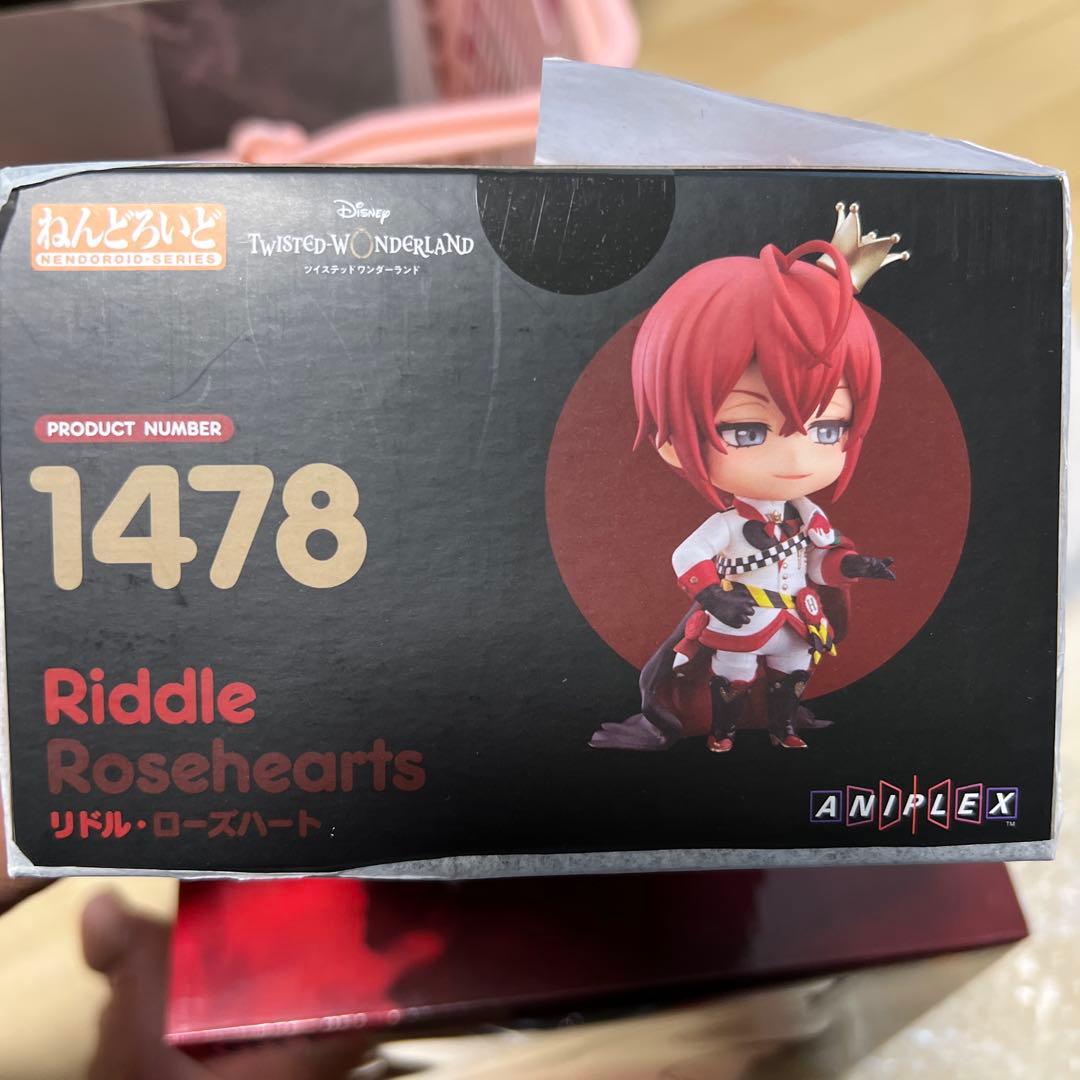 ねんどろいど
NENDOROID-SERIES
Disney
TWISTED-WONDERLAND
ツイステッドワンダーランド
PRODUCT NUMBER
1478
Riddle
Rosehearts
リドル・ローズハート
ANIPLEX
TM